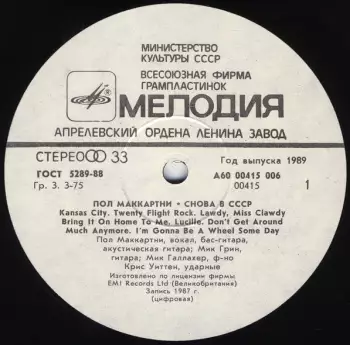 МИНИСТЕРСТВО
КУЛЬТУРЫ СССР
ВСЕСОЮЗНАЯ ФИРМА
ГРАМПЛАСТИНОК
МЕЛОДИЯ
АПРЕЛЕВСКИЙ ОРДЕНА ЛЕНИНА ЗАВОД
СТЕРЕО 33
Год выпуска 1989
ГОСТ 5289-88
А60 00415 006
Гр. 3. 3-75
00415
1
ПОЛ МАККАРТНИ • СНОВА В СССР
Kansas City. Twenty Flight Rock. Lawdy, Miss Clawdy
Bring It On Home To Me. Lucille. Don't Get Around
Much Anymore. I'm Gonna Be A Wheel Some Day
Пол Маккартни, вокал, бас-гитара,
акустическая гитара; Мик Грин,
гитара; Мик Галлахер, ф-но
Крис Уиттен, ударные
Изготовлено по лицензии фирмы
EMI Records Ltd (Великобритания)
Запись 1987 г.
(цифровая)